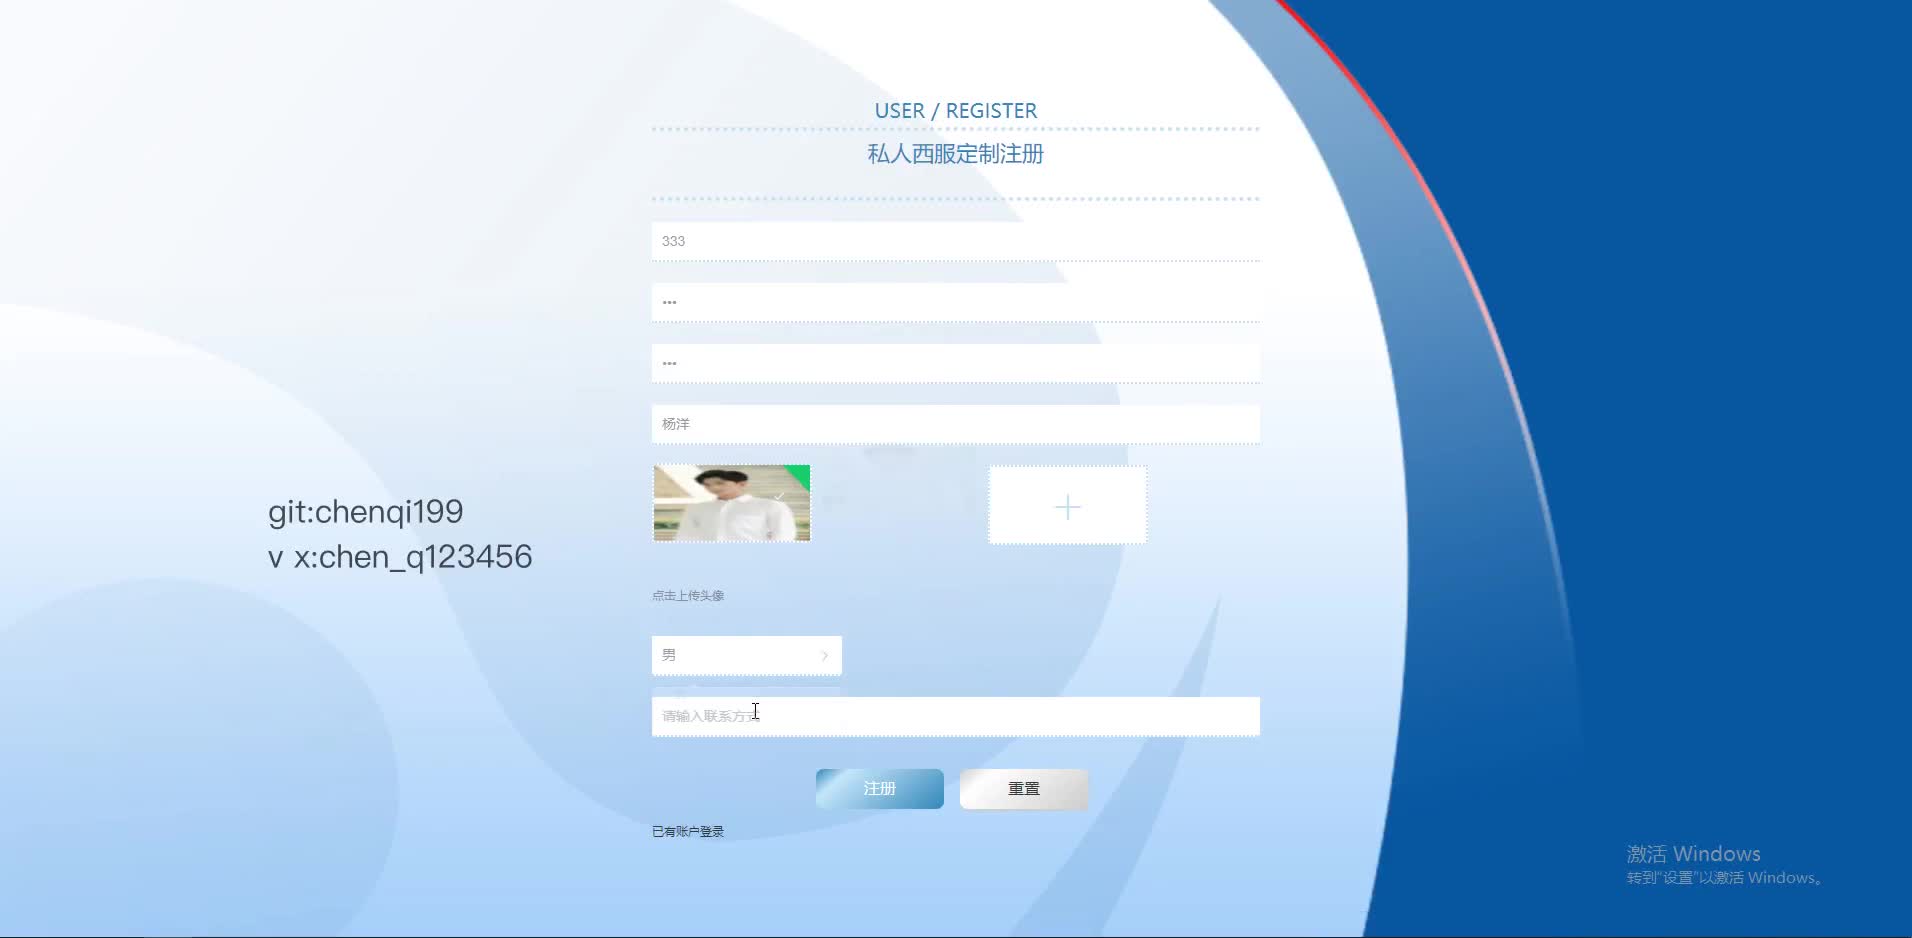 USER / REGISTER
私人西服定制注册
333
•••
•••
杨洋
git:chenqi199
v x:chen_q123456
点击上传头像
男
请输入联系方式
注册
重置
已有账户登录
激活 Windows
转到“设置”以激活 Windows。